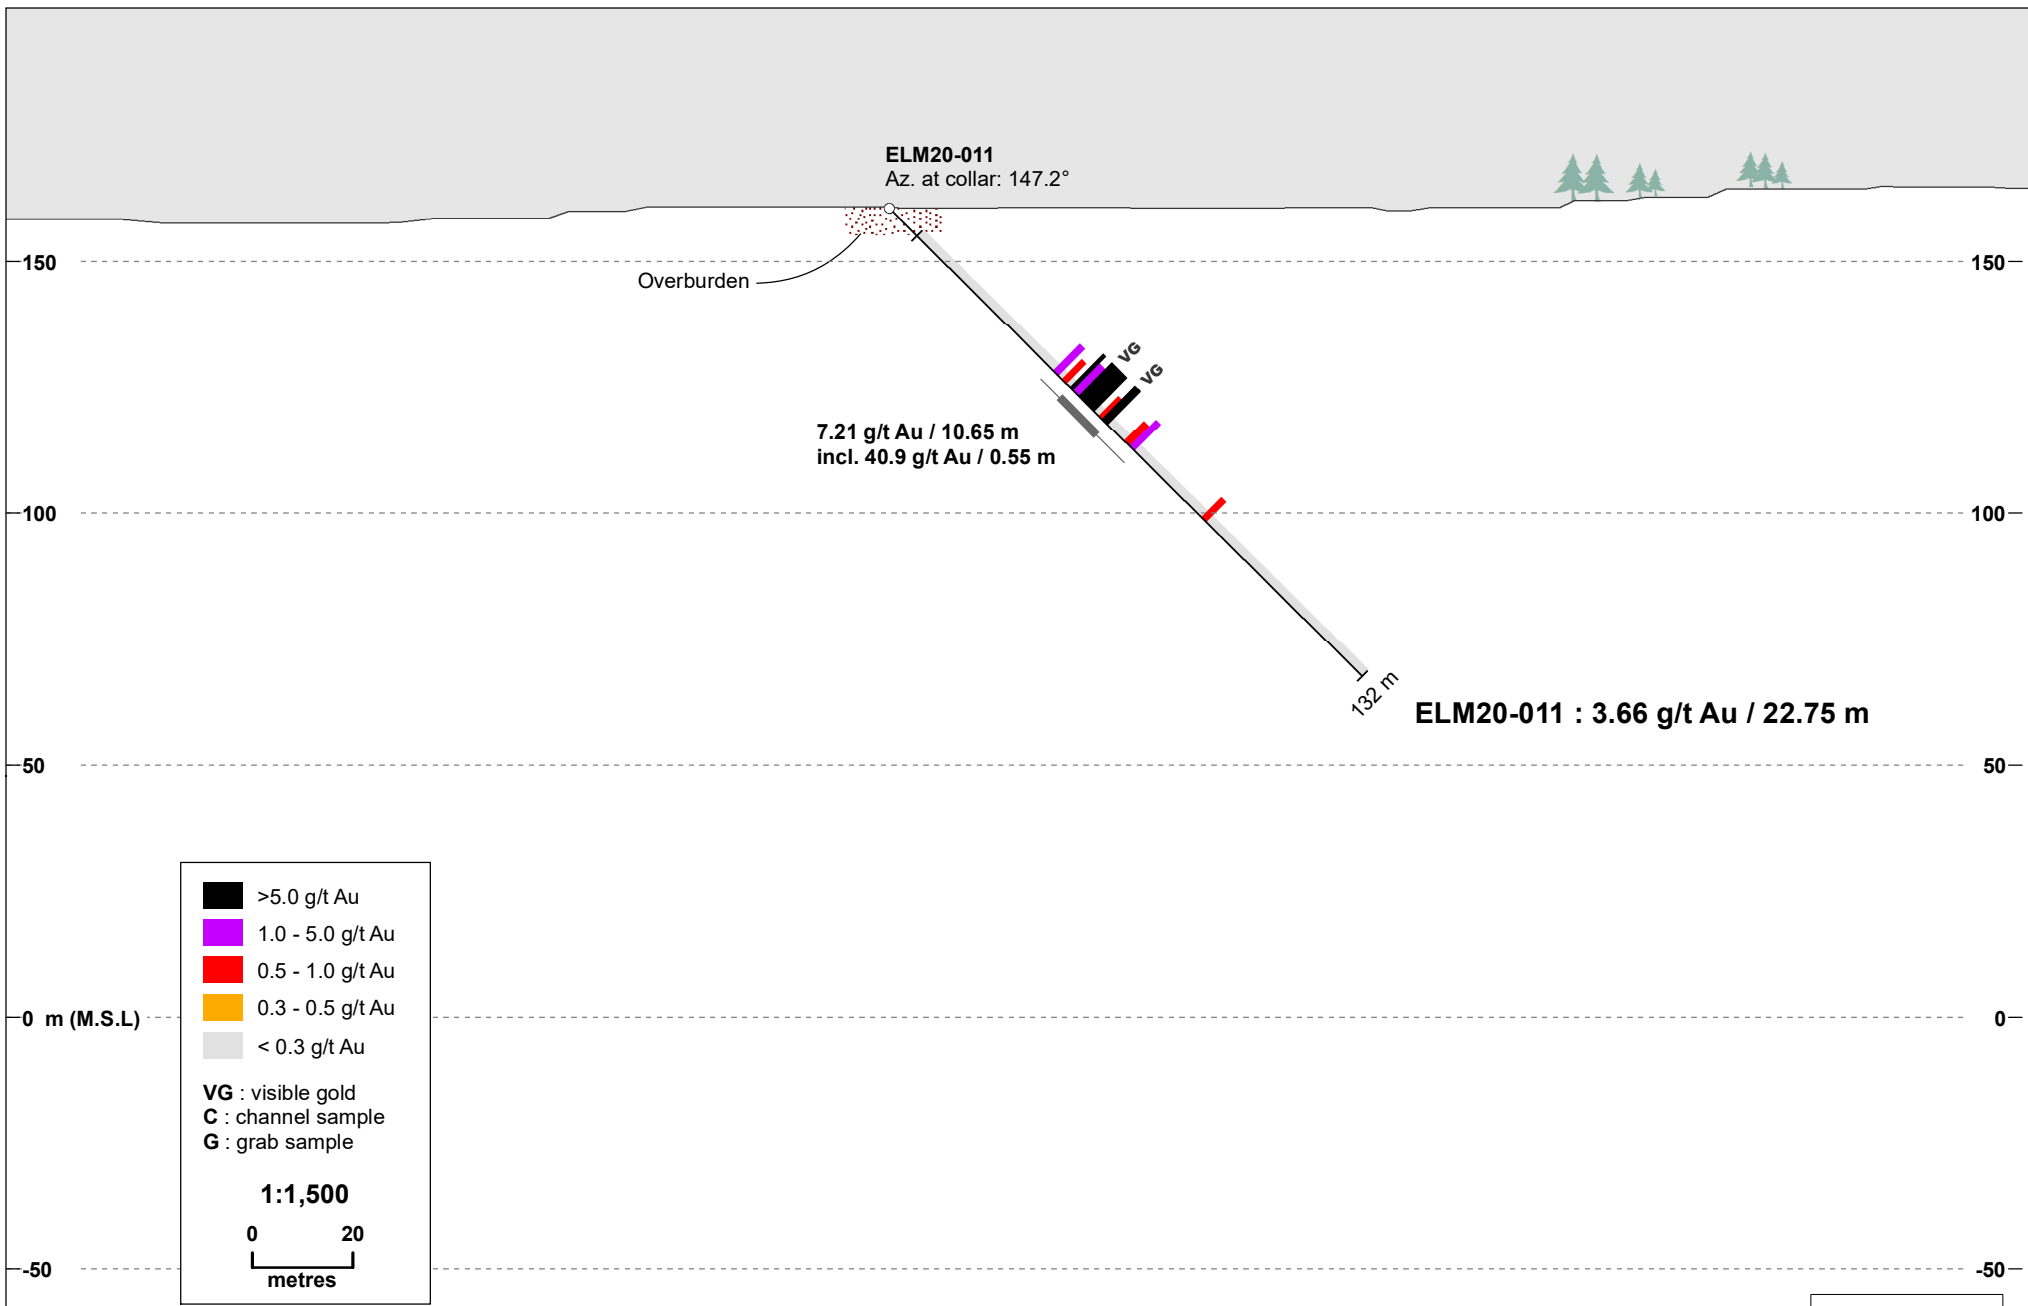 ELM20-011
Az. at collar: 147.2°
150
150
Overburden
VG
VG
7.21 g/t Au / 10.65 m
incl. 40.9 g/t Au / 0.55 m
100
100
132 m
ELM20-011 : 3.66 g/t Au / 22.75 m
50
50
>5.0 g/t Au
1.0 - 5.0 g/t Au
0.5 - 1.0 g/t Au
0.3 - 0.5 g/t Au
< 0.3 g/t Au
0 m (M.S.L)
0
VG : visible gold
C : channel sample
G : grab sample
1:1,500
0 20
metres
-50
-50